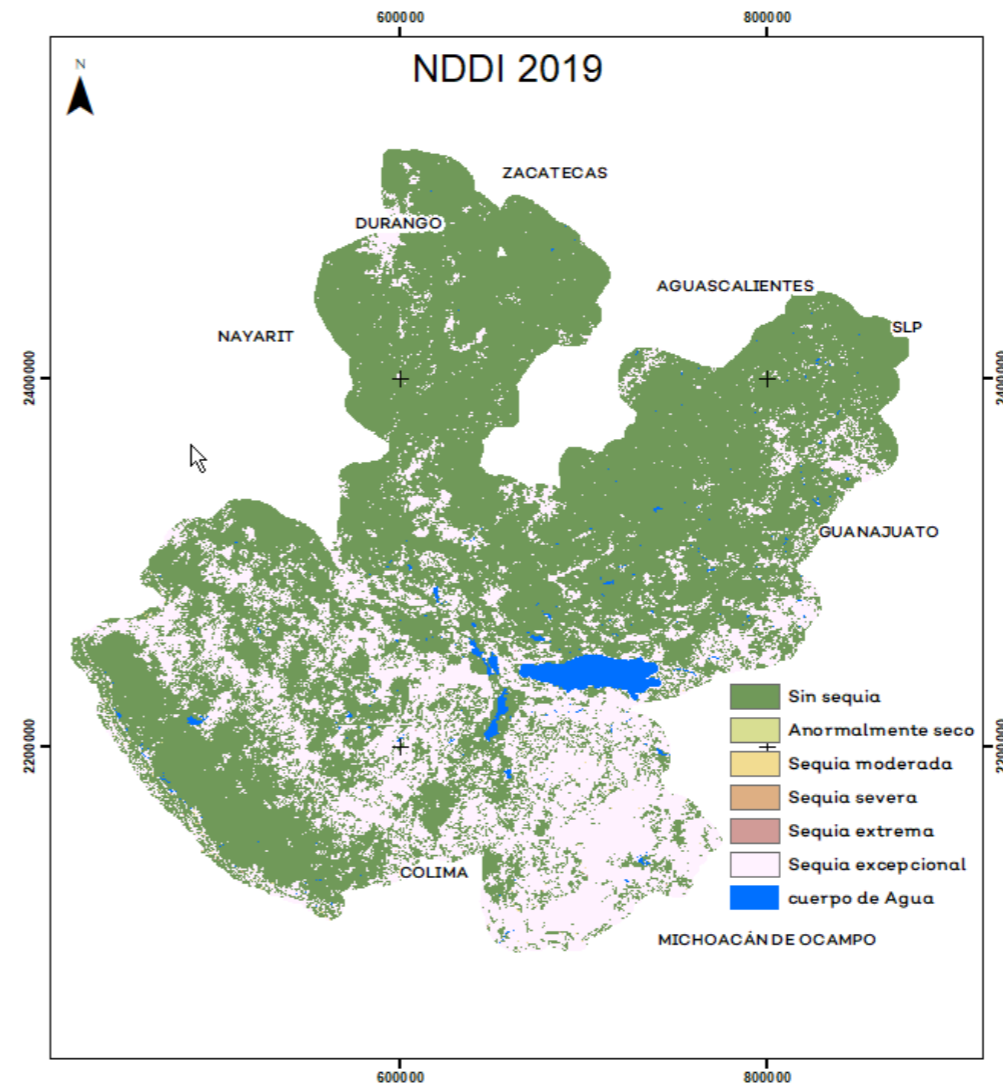 600000
800000
N
NDDI 2019
ZACATECAS
DURANGO
AGUASCALIENTES
SLP
NAYARIT
2400000
2400000
GUANAJUATO
Sin sequia
Anormalmente seco
2200000
2200000
Sequia moderada
Sequia severa
Sequia extrema
Sequia excepcional
COLIMA
cuerpo de Agua
MICHOACÁN DE OCAMPO
600000
800000